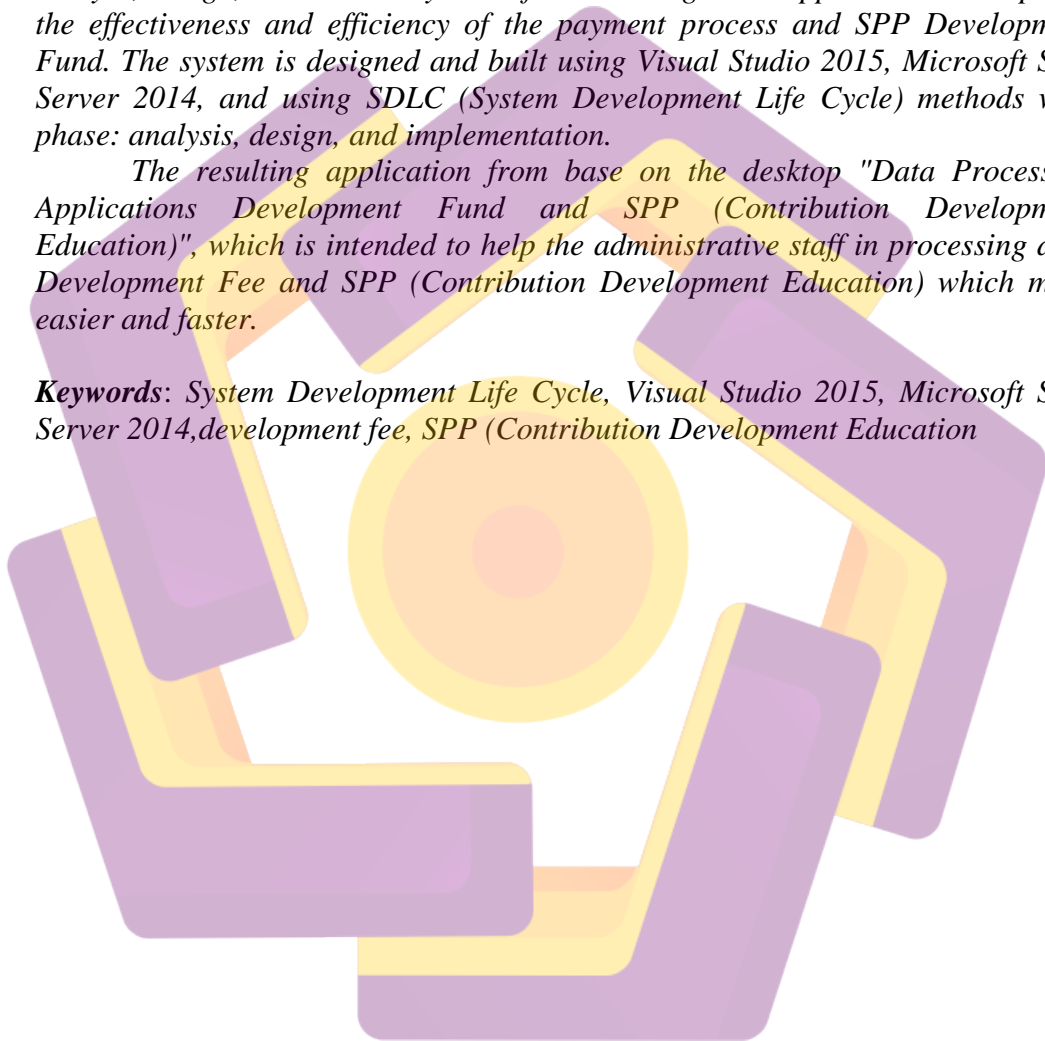 the effectiveness and efficiency of the payment process and SPP Developm
Fund. The system is designed and built using Visual Studio 2015, Microsoft S
Server 2014, and using SDLC (System Development Life Cycle) methods w
phase: analysis, design, and implementation.
The resulting application from base on the desktop "Data Process
Applications Development Fund and SPP (Contribution Developm
Education)", which is intended to help the administrative staff in processing
Development Fee and SPP (Contribution Development Education) which m
easier and faster.
Keywords: System Development Life Cycle, Visual Studio 2015, Microsoft S
Server 2014,development fee, SPP (Contribution Development Education